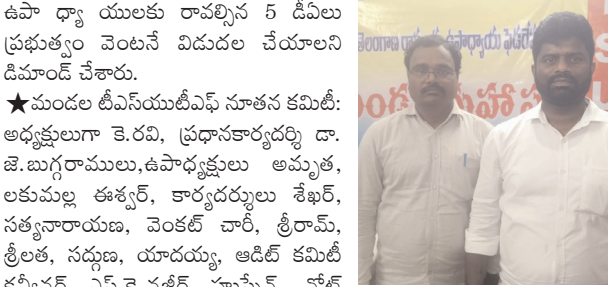 ఉపా ధ్యా యులకు రావల్సిన 5 డీఏలు
ప్రభుత్వం వెంటనే విడుదల చేయాలని
డిమాండ్ చేశారు.
★మండల టీఎస్‌యుటీఎఫ్ నూతన కమిటీ:
అధ్యక్షులుగా కె.రవి, ప్రధానకార్యదర్శి డా.
జె.బుగ్గరాములు,ఉపాధ్యక్షులు అమృత,
లకుమల్ల ఈశ్వర్, కార్యదర్శులు శేఖర్,
సత్యనారాయణ, వెంకట్ చారీ, శ్రీరామ్,
శ్రీలత, సద్గుణ, యాదయ్య, ఆడిట్ కమిటీ